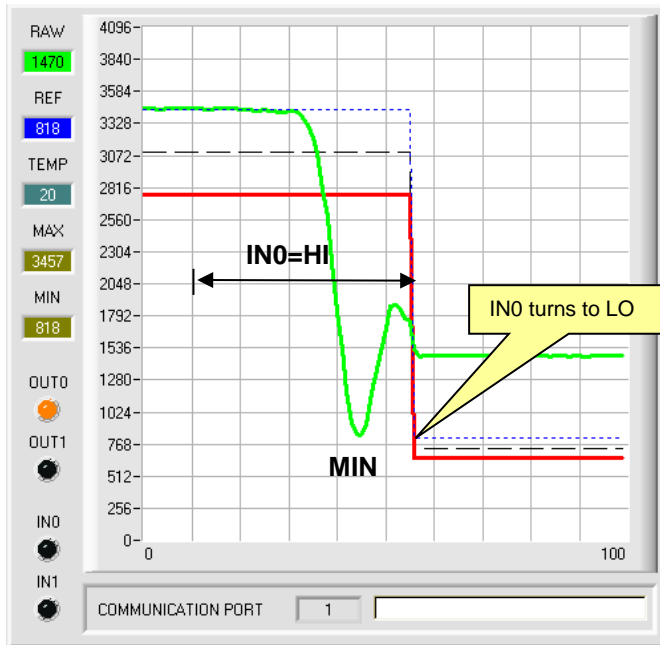 RAW
1470
REF
818
TEMP
20
MAX
3457
MIN
818
OUT0
OUT1
IN0
IN1
4096
3840
3584
3328
3072
2816
2560
2304
2048
1792
1536
1280
1024
768
512
256
0
0
100
IN0=HI
IN0 turns to LO
MIN
COMMUNICATION PORT 1